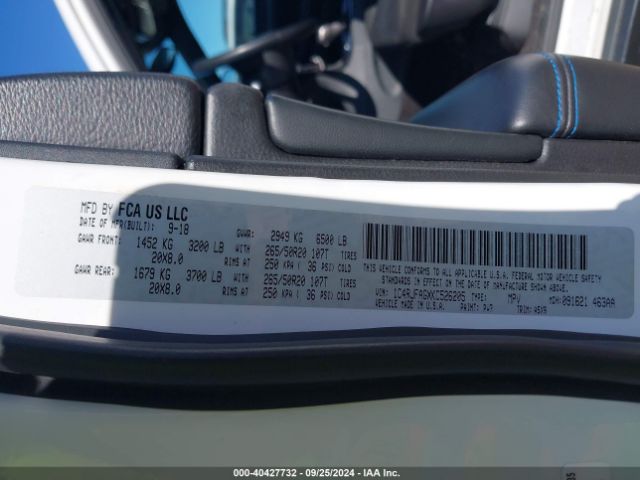 MFD BY FCA US LLC
DATE OF MFR(BUILT): 9-18 GVWR: 2949 KG 6500 LB
GAWR FRONT: 1452 KG 3200 LB WITH 265/50R20 107T TIRES
20X8.0 RIMS AT 250 KPA ( 36 PSI) COLD
GAWR REAR: 1679 KG 3700 LB WITH 265/50R20 107T TIRES
20X8.0 RIMS AT 250 KPA ( 36 PSI) COLD
THIS VEHICLE CONFORMS TO ALL APPLICABLE U.S.A. FEDERAL MOTOR VEHICLE SAFETY
STANDARDS IN EFFECT ON THE DATE OF MANUFACTURE SHOWN ABOVE.
VIN: TYPE: MPV MDH: 091621 463AA
VEHICLE MADE IN U.S.A. PAINT: PW7 TRIM:
000-40427732 - 09/25/2024 - IAA Inc.